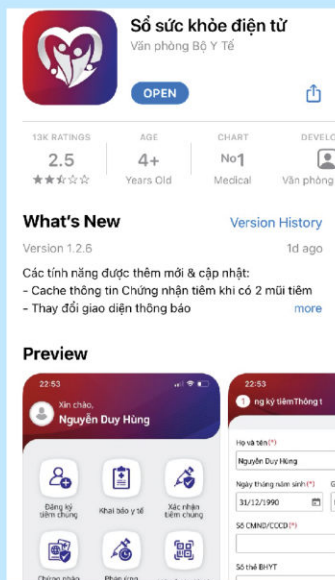 Sổ sức khỏe điện tử
Văn phòng Bộ Y Tế
OPEN
13K RATINGS
AGE
CHART
2.5
4+
No1
Years Old
Medical
Văn phòng
What's New
Version History
Version 1.2.6
1d ago
Các tính năng được thêm mới & cập nhật:
- Cache thông tin Chứng nhận tiêm khi có 2 mũi tiêm
- Thay đổi giao diện thông báo
more
Preview
22:53
Xin chào,
Nguyễn Duy Hùng
Đăng ký tiêm chủng
Khai báo y tế
Xác nhận tiêm chủng
Phản ứng
22:53
1 ng ký tiêmThông t
Họ và tên(*)
Nguyễn Duy Hùng
Ngày tháng năm sinh(*)
31/12/1990
Số CMND/CCCD(*)
Số thẻ BHYT